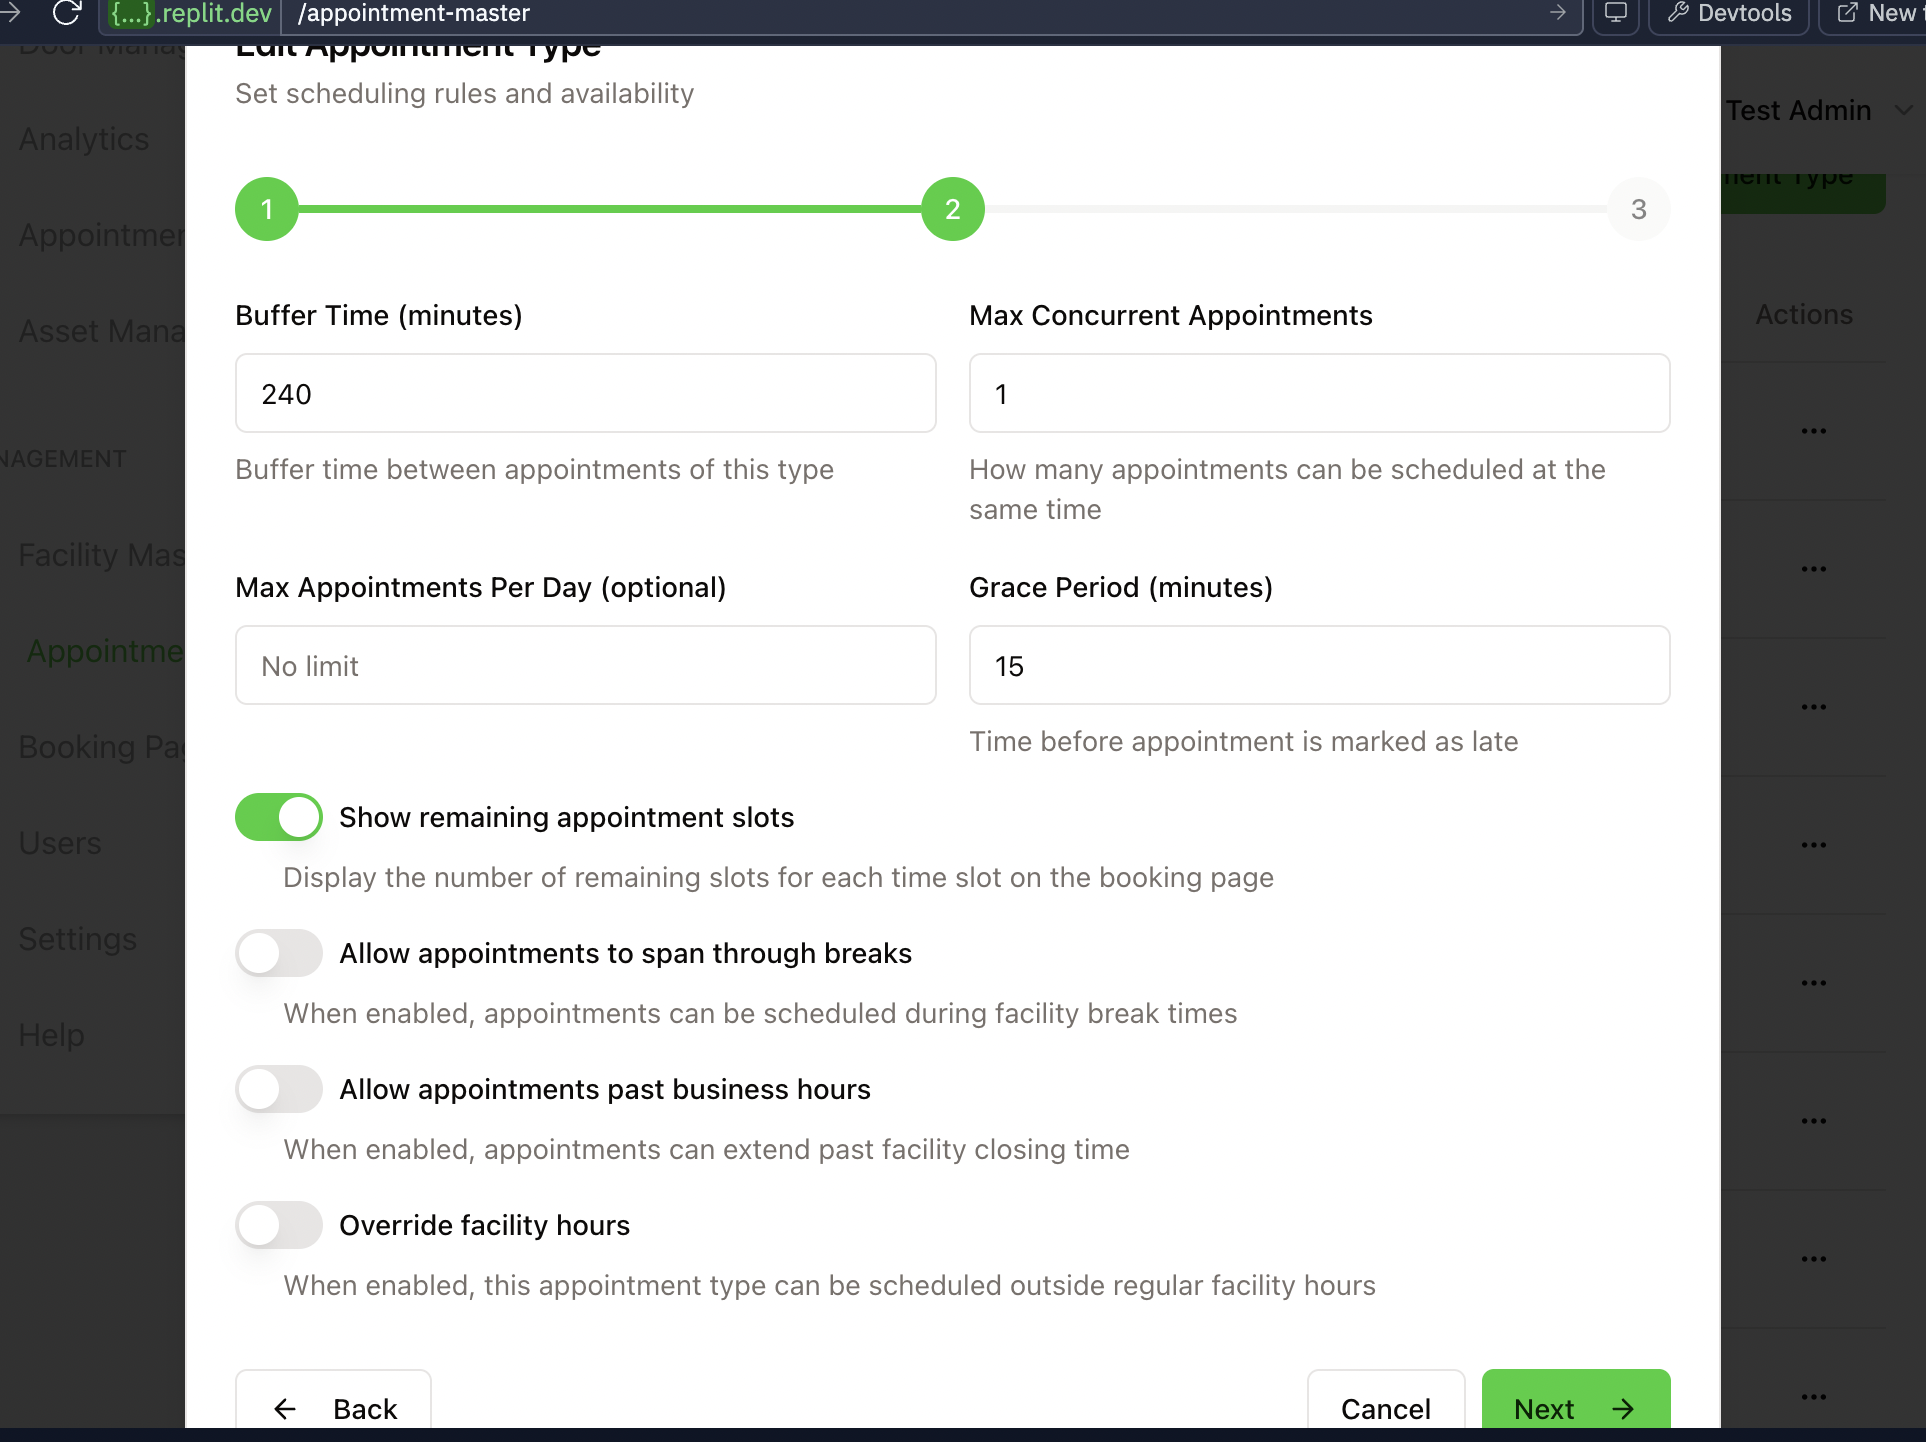 {...}.replit.dev /appointment-master
Devtools
New
Edit Appointment Type
Set scheduling rules and availability
Test Admin
Analytics
Asset Mana
NAGEMENT
Facility Mas
Appointme
Booking Pa
Users
Settings
Help
Type
Actions
1
2
3
Buffer Time (minutes)
240
Buffer time between appointments of this type
Max Concurrent Appointments
1
How many appointments can be scheduled at the
same time
Max Appointments Per Day (optional)
No limit
Grace Period (minutes)
15
Time before appointment is marked as late
Show remaining appointment slots
Display the number of remaining slots for each time slot on the booking page
Allow appointments to span through breaks
When enabled, appointments can be scheduled during facility break times
Allow appointments past business hours
When enabled, appointments can extend past facility closing time
Override facility hours
When enabled, this appointment type can be scheduled outside regular facility hours
Back
Cancel
Next